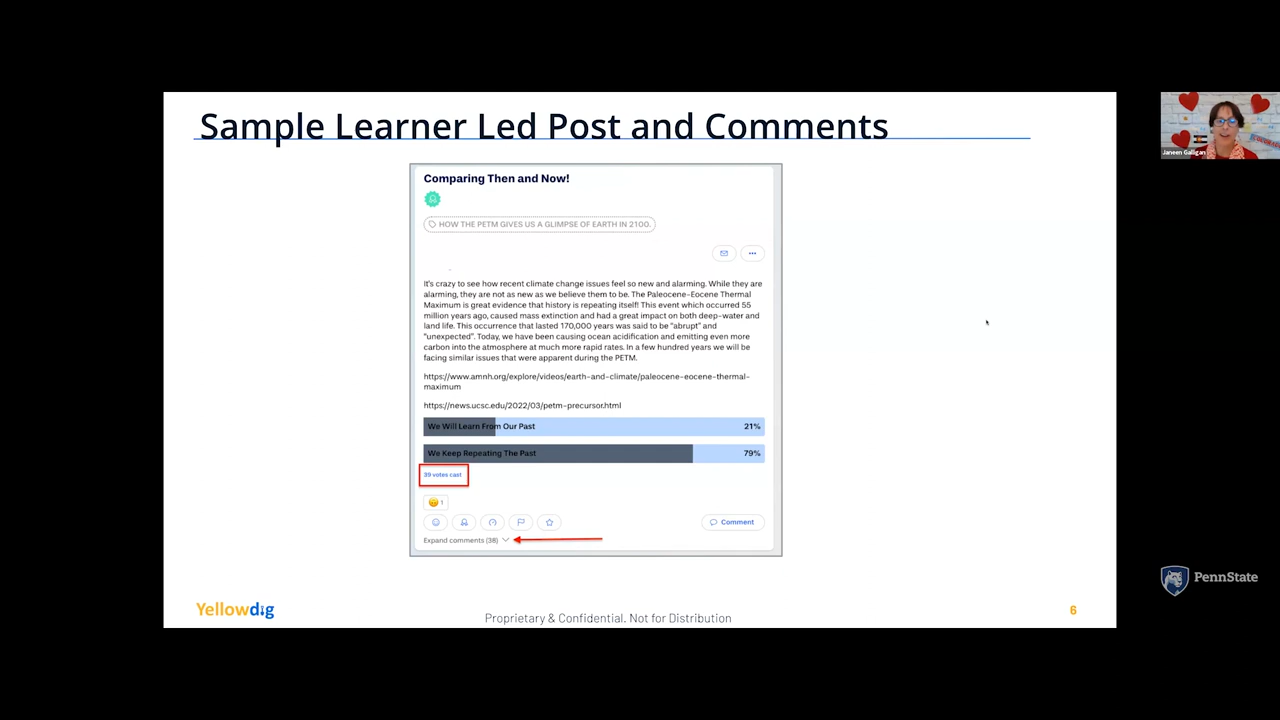 Sample Learner Led Post and Comments
Comparing Then and Now!
HOW THE PETM GIVES US A GLIMPSE OF EARTH IN 2100.
It's crazy to see how recent climate change issues feel so new and alarming. While they are
alarming, they are not as new as we believe them to be. The Paleocene-Eocene Thermal
Maximum is great evidence that history is repeating itself! This event which occurred 55
million years ago, caused mass extinction and had a great impact on both deep-water and
land life. This occurrence that lasted 170,000 years was said to be "abrupt" and
"unexpected". Today, we have been causing ocean acidification and emitting even more
carbon into the atmosphere at much more rapid rates. In a few hundred years we will be
facing similar issues that were apparent during the PETM.
https://www.amnh.org/explore/videos/earth-and-climate/paleocene-eocene-thermal-
maximum
https://news.ucsc.edu/2022/03/petm-precursor.html
We Will Learn From Our Past 21%
We Keep Repeating The Past 79%
39 votes cast
1
Comment
Expand comments (38)
Yellowdig
Proprietary & Confidential. Not for Distribution
6
Janeen Galligan
PennState